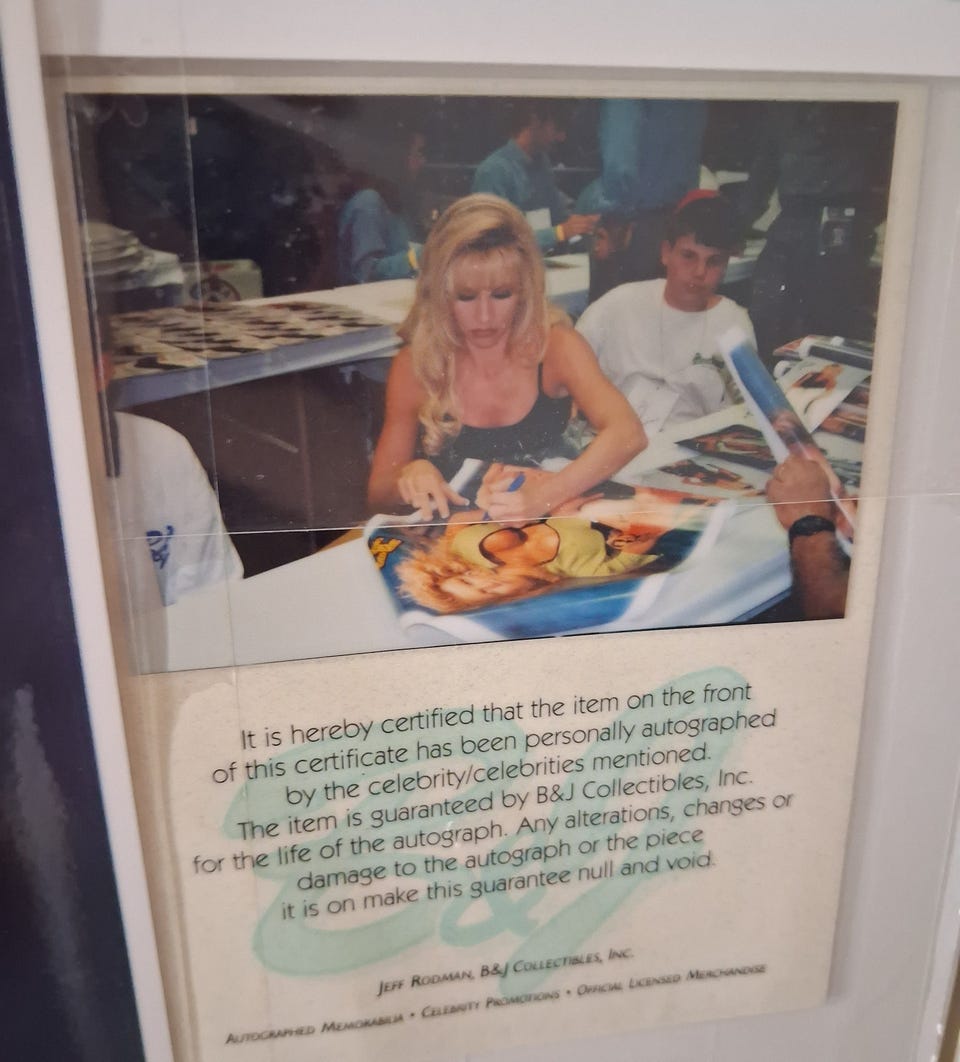 It is hereby certified that the item on the front
of this certificate has been personally autographed
by the celebrity/celebrities mentioned.
The item is guaranteed by B&J Collectibles, Inc.
for the life of the autograph. Any alterations, changes or
damage to the autograph or the piece
it is on make this guarantee null and void.
B&J
JEFF RODMAN, B&J COLLECTIBLES, INC.
AUTOGRAPHED MEMORABILIA • CELEBRITY PROMOTIONS • OFFICIAL LICENSED MERCHANDISE